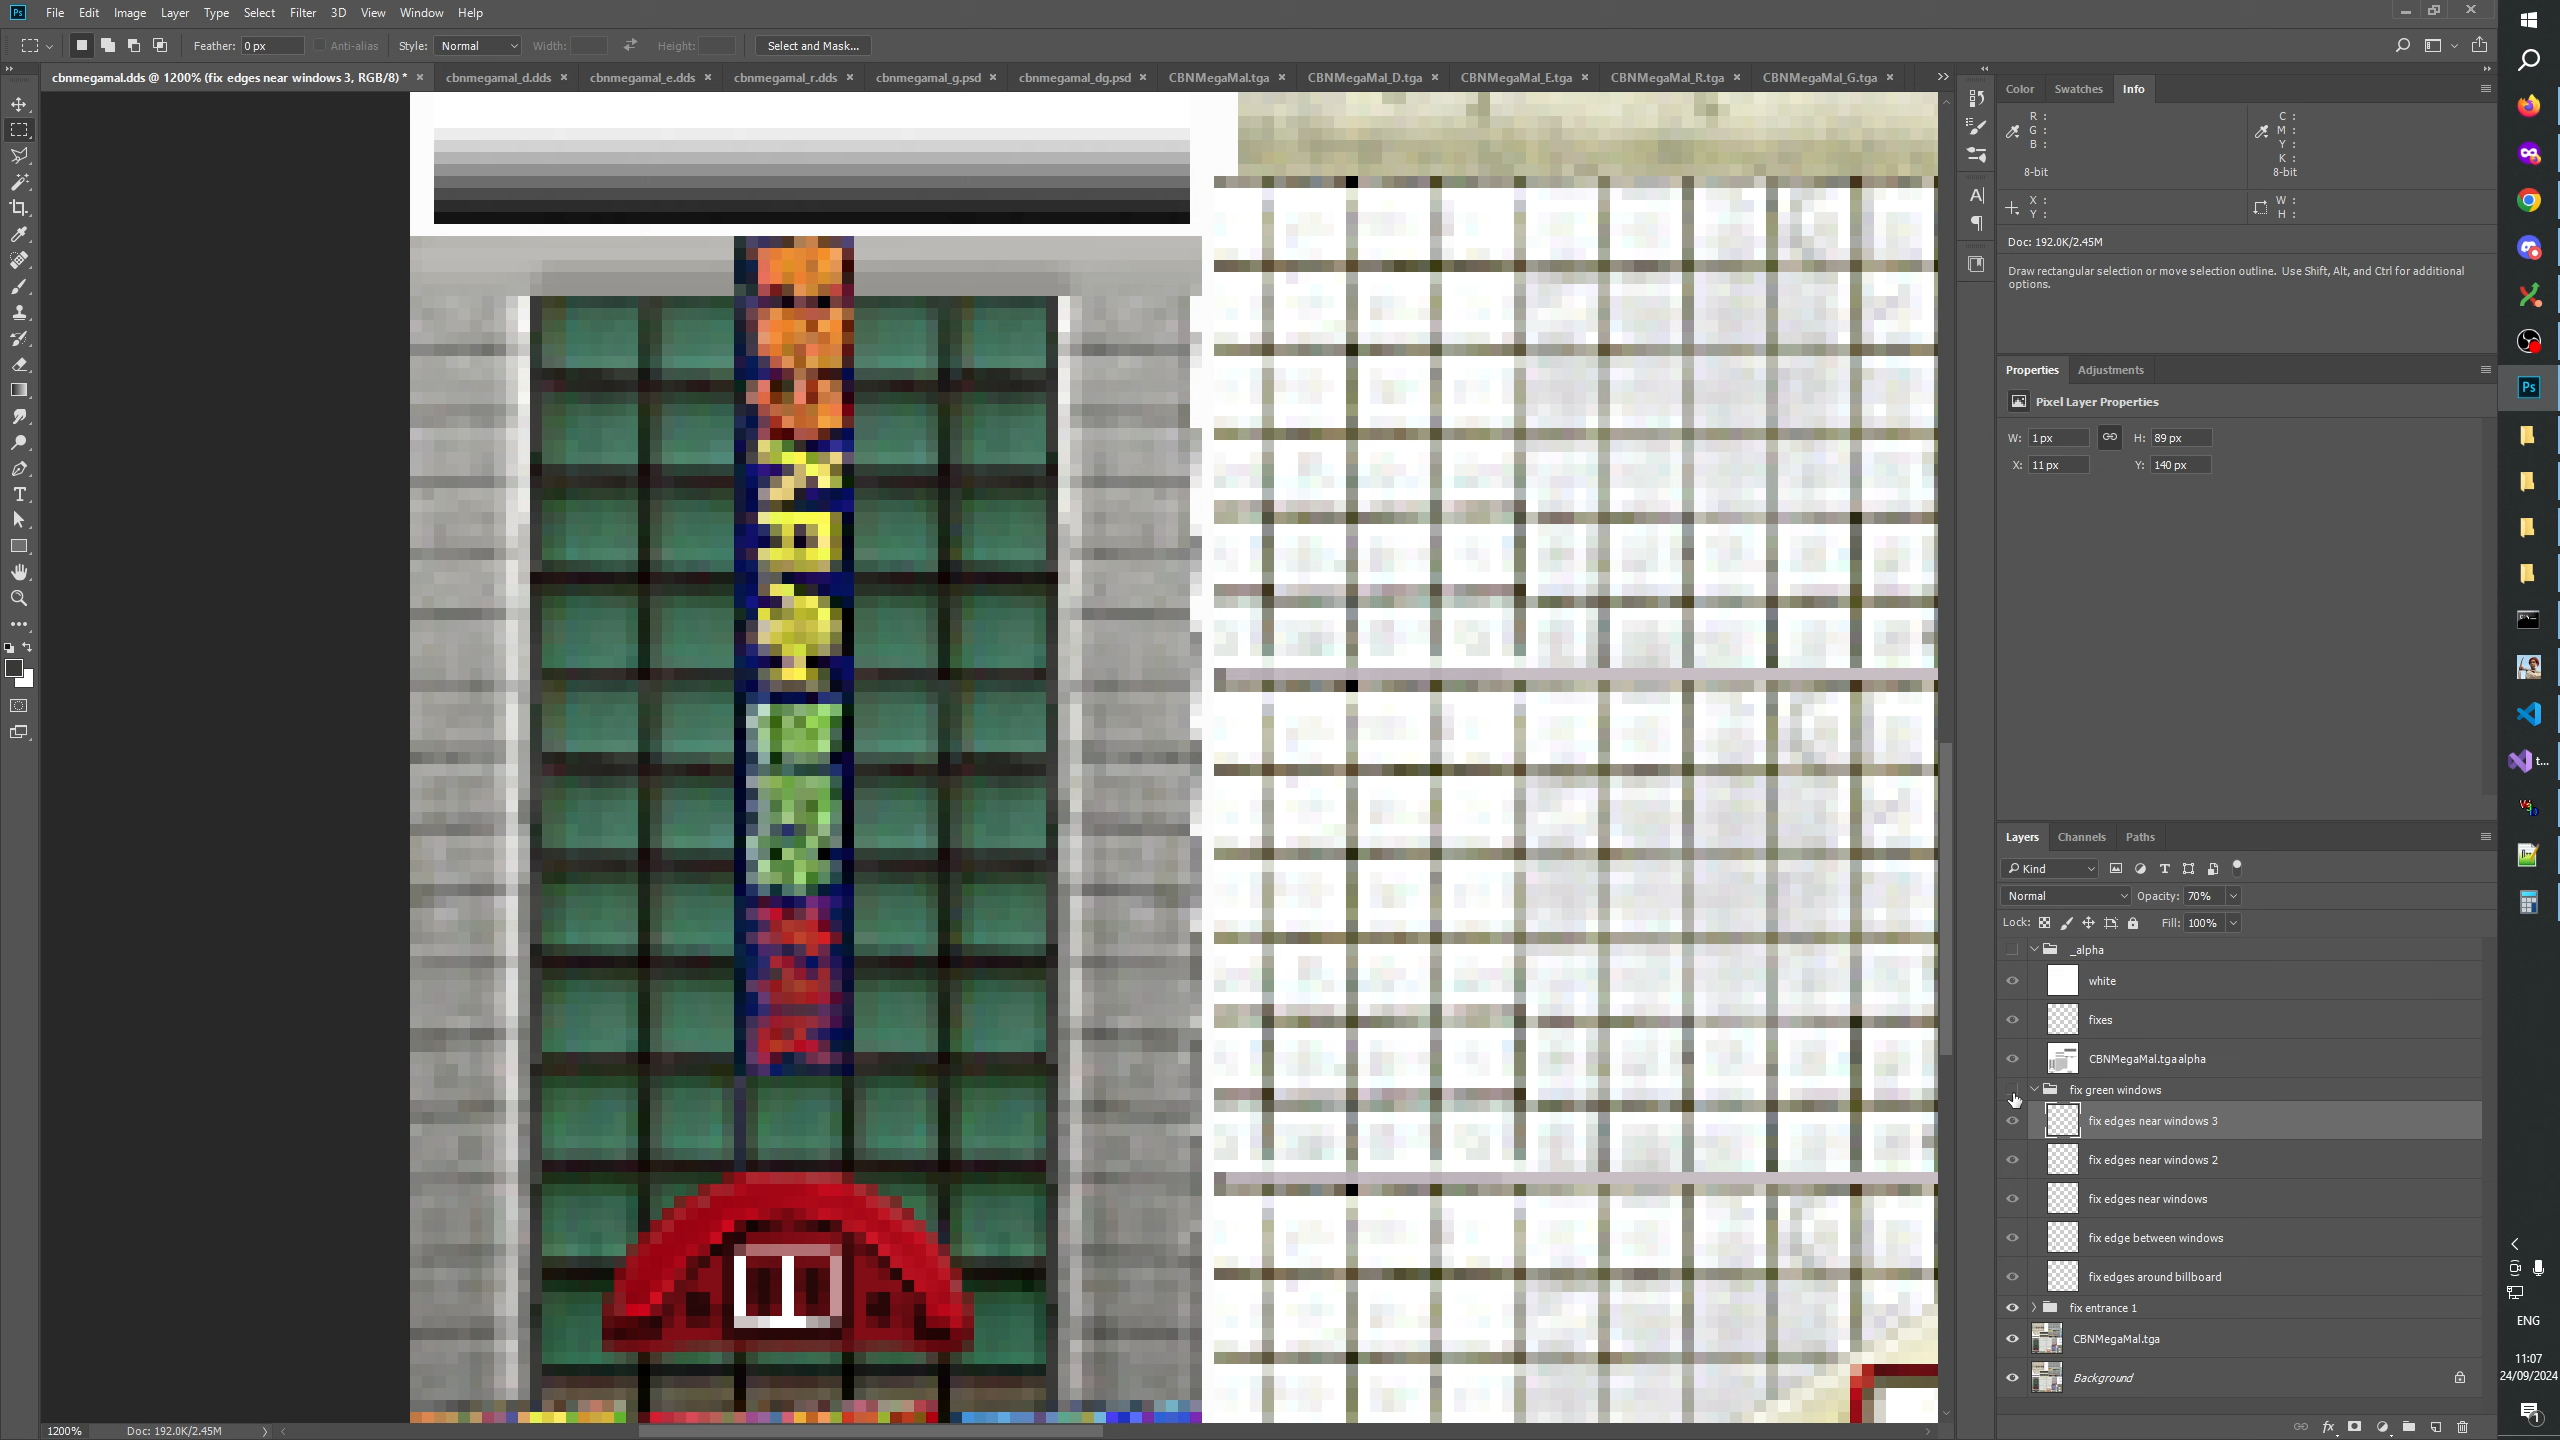 Ps File Edit Image Layer Type Select Filter 3D View Window Help
Feather: 0 px Anti-alias Style: Normal Width: Height: Select and Mask...
cbnmegamal.dds @ 1200% (fix edges near windows 3, RGB/8) * cbnmegamal_d.dds cbnmegamal_e.dds cbnmegamal_r.dds cbnmegamal_g.psd cbnmegamal_dg.psd CBNMegaMal.tga CBNMegaMal_D.tga CBNMegaMal_E.tga CBNMegaMal_R.tga CBNMegaMal_G.tga
Color Swatches Info
R : C :
G : M :
B : Y :
K :
8-bit 8-bit
X : W :
Y : H :
Doc: 192.0K/2.45M
Draw rectangular selection or move selection outline. Use Shift, Alt, and Ctrl for additional
options.
Properties Adjustments
Pixel Layer Properties
W: 1 px H: 89 px
X: 11 px Y: 140 px
Layers Channels Paths
Kind
Normal Opacity: 70%
Lock: Fill: 100%
_alpha
white
fixes
CBNMegaMal.tga alpha
fix green windows
fix edges near windows 3
fix edges near windows 2
fix edges near windows
fix edge between windows
fix edges around billboard
fix entrance 1
CBNMegaMal.tga
Background
1200% Doc: 192.0K/2.45M
Ps
t...
ENG
11:07
24/09/2024
1